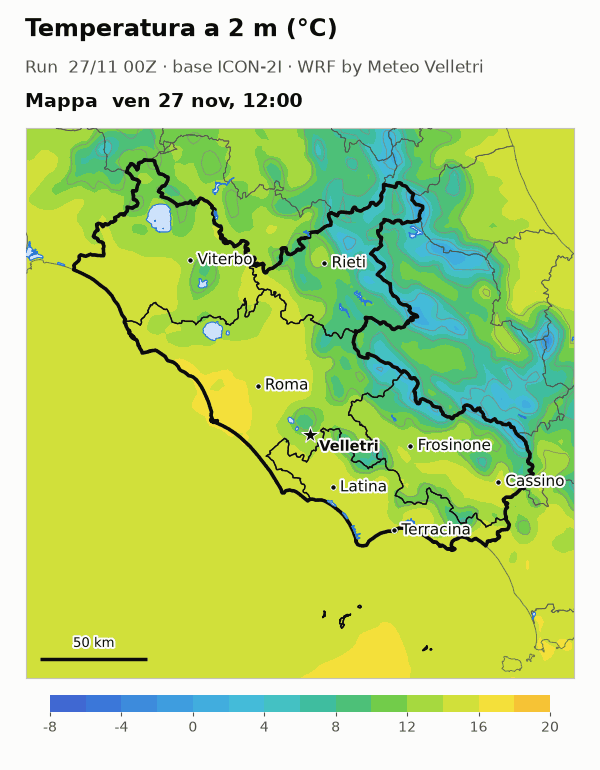 Temperatura a 2 m (°C)
Run 27/11 00Z · base ICON-2I · WRF by Meteo Velletri
Mappa ven 27 nov, 12:00
Viterbo
Rieti
Roma
Velletri
Frosinone
Cassino
Latina
Terracina
50 km
-8 -4 0 4 8 12 16 20